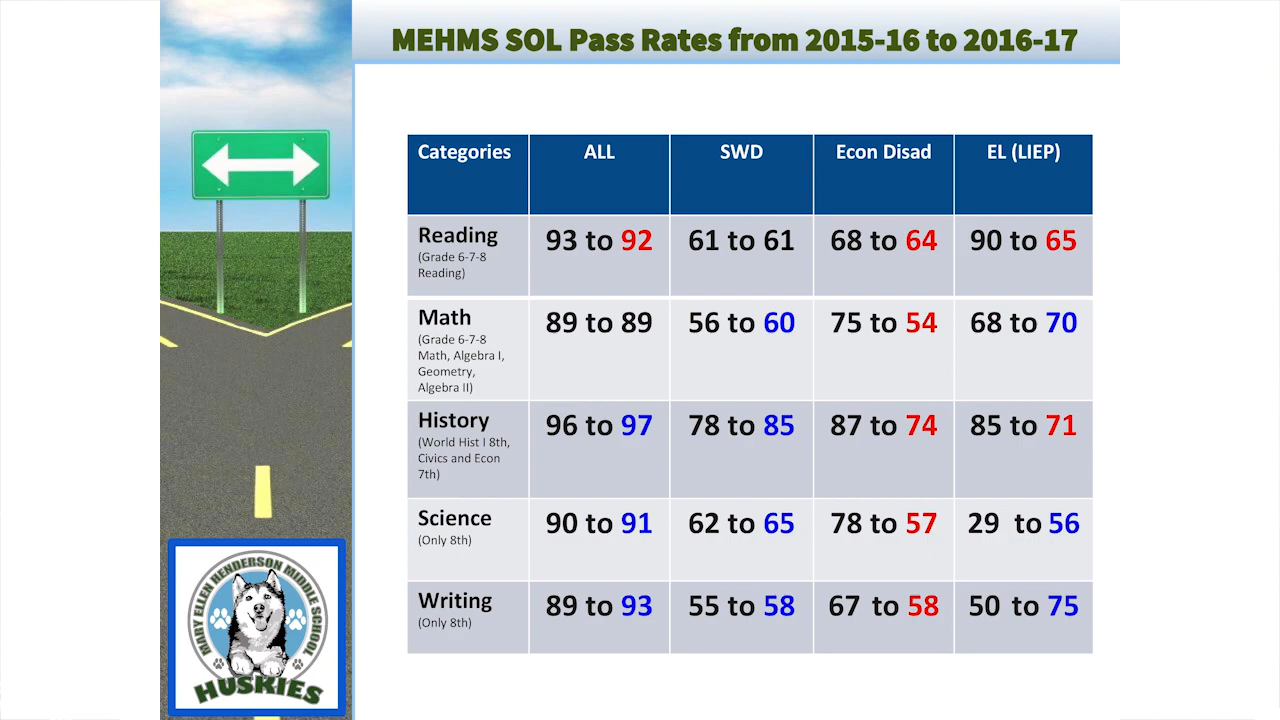 MEHMS SOL Pass Rates from 2015-16 to 2016-17
Categories ALL SWD Econ Disad EL (LIEP)
Reading 93 to 92 61 to 61 68 to 64 90 to 65
(Grade 6-7-8
Reading)
Math 89 to 89 56 to 60 75 to 54 68 to 70
(Grade 6-7-8
Math, Algebra I,
Geometry,
Algebra II)
History 96 to 97 78 to 85 87 to 74 85 to 71
(World Hist I 8th,
Civics and Econ
7th)
Science 90 to 91 62 to 65 78 to 57 29 to 56
(Only 8th)
Writing 89 to 93 55 to 58 67 to 58 50 to 75
(Only 8th)
MARY ELLEN HENDERSON MIDDLE SCHOOL
HUSKIES